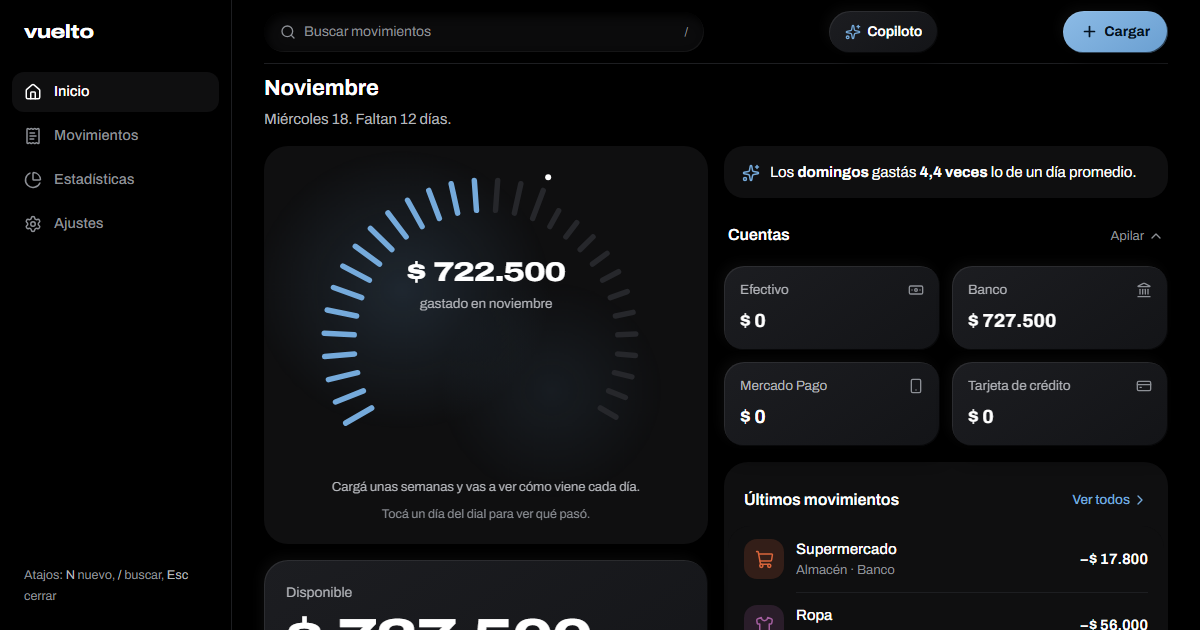 vuelto
Buscar movimientos /
Copiloto
+ Cargar
Inicio
Movimientos
Estadísticas
Ajustes
Atajos: N nuevo, / buscar, Esc
cerrar
Noviembre
Miércoles 18. Faltan 12 días.
$ 722.500
gastado en noviembre
Cargá unas semanas y vas a ver cómo viene cada día.
Tocá un día del dial para ver qué pasó.
Disponible
Los domingos gastás 4,4 veces lo de un día promedio.
Cuentas
Apilar
Efectivo
$ 0
Banco
$ 727.500
Mercado Pago
$ 0
Tarjeta de crédito
$ 0
Últimos movimientos
Ver todos
Supermercado
Almacén · Banco
−$ 17.800
Ropa
−$ 56.000